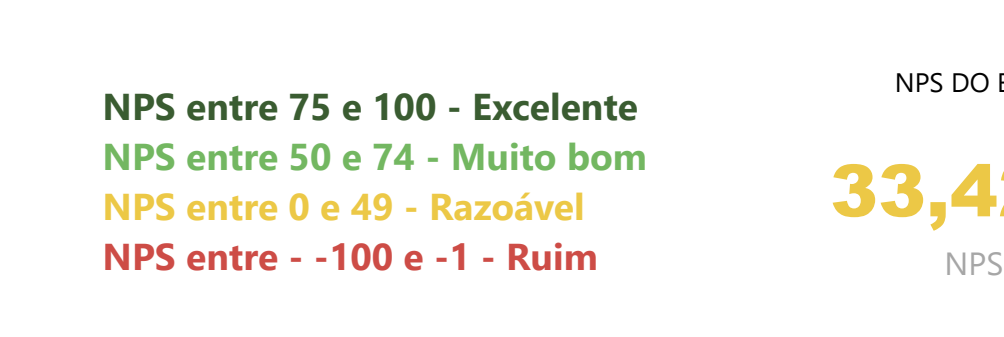 NPS entre 75 e 100 - Excelente
NPS entre 50 e 74 - Muito bom
NPS entre 0 e 49 - Razoável
NPS entre - -100 e -1 - Ruim
NPS DO
33,4
NPS